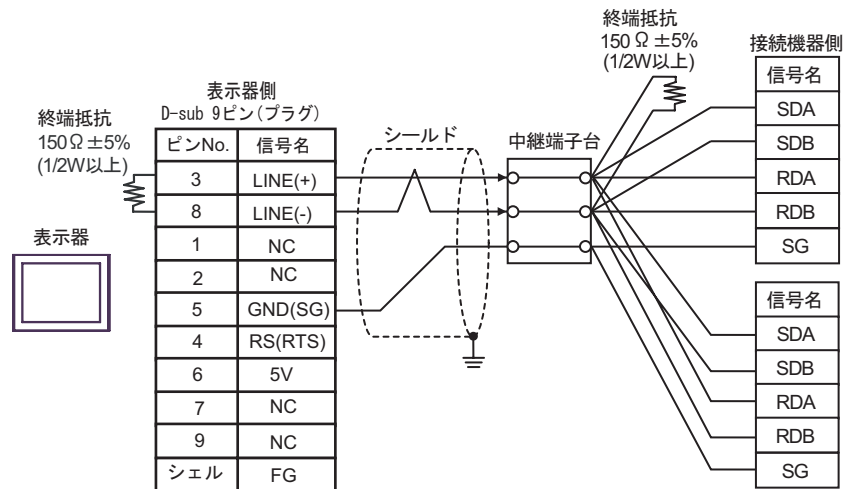 終端抵抗
150 Ω ±5%
(1/2W以上)
接続機器側
信号名
SDA
SDB
RDA
RDB
SG
表示器側
D-sub 9ピン(プラグ)
終端抵抗
150Ω±5%
(1/2W以上)
シールド
中継端子台
表示器
ピンNo. 信号名
3 LINE(+)
8 LINE(-)
1 NC
2 NC
5 GND(SG)
4 RS(RTS)
6 5V
7 NC
9 NC
シェル FG
信号名
SDA
SDB
RDA
RDB
SG